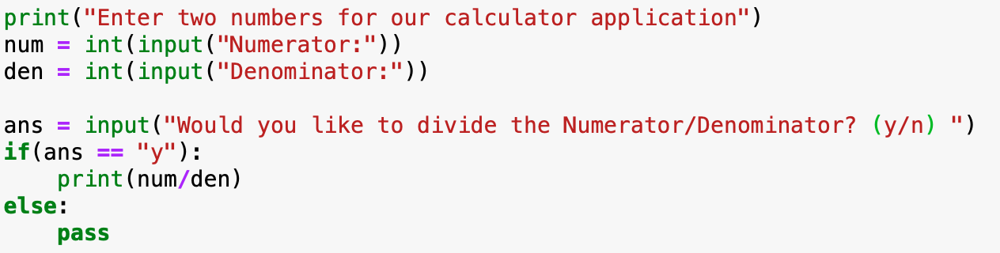 print("Enter two numbers for our calculator application")
num = int(input("Numerator:"))
den = int(input("Denominator:"))

ans = input("Would you like to divide the Numerator/Denominator? (y/n) ")
if(ans == "y"):
    print(num/den)
else:
    pass